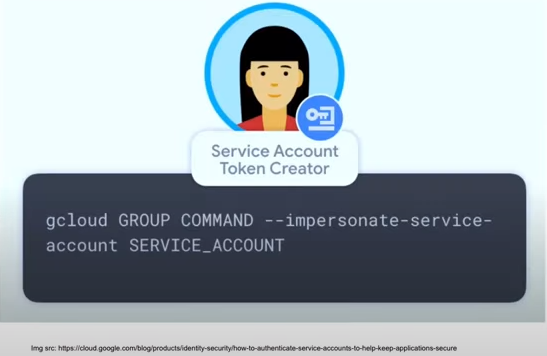 Service Account
Token Creator
gcloud GROUP COMMAND --impersonate-service-
account SERVICE_ACCOUNT
Img src: https://cloud.google.com/blog/products/identity-security/how-to-authenticate-service-accounts-to-help-keep-applications-secure